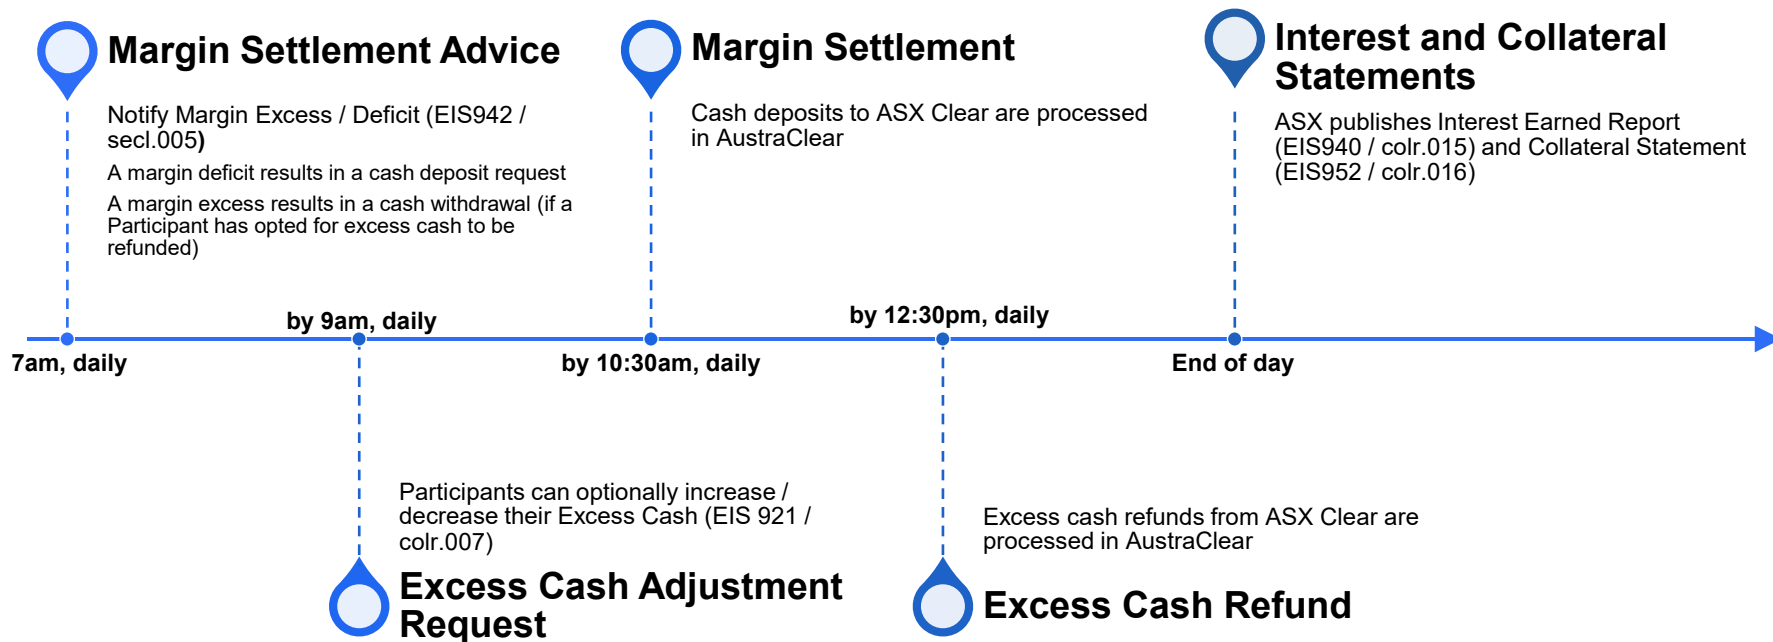 Margin Settlement Advice
Notify Margin Excess / Deficit (EIS942 /
secl.005)
A margin deficit results in a cash deposit request
A margin excess results in a cash withdrawal (if a
Participant has opted for excess cash to be
refunded)
Margin Settlement
Cash deposits to ASX Clear are processed
in AustraClear
Interest and Collateral
Statements
ASX publishes Interest Earned Report
(EIS940 / colr.015) and Collateral Statement
(EIS952 / colr.016)
7am, daily
by 9am, daily
by 10:30am, daily
by 12:30pm, daily
End of day
Participants can optionally increase /
decrease their Excess Cash (EIS 921 /
colr.007)
Excess Cash Adjustment
Request
Excess cash refunds from ASX Clear are
processed in AustraClear
Excess Cash Refund